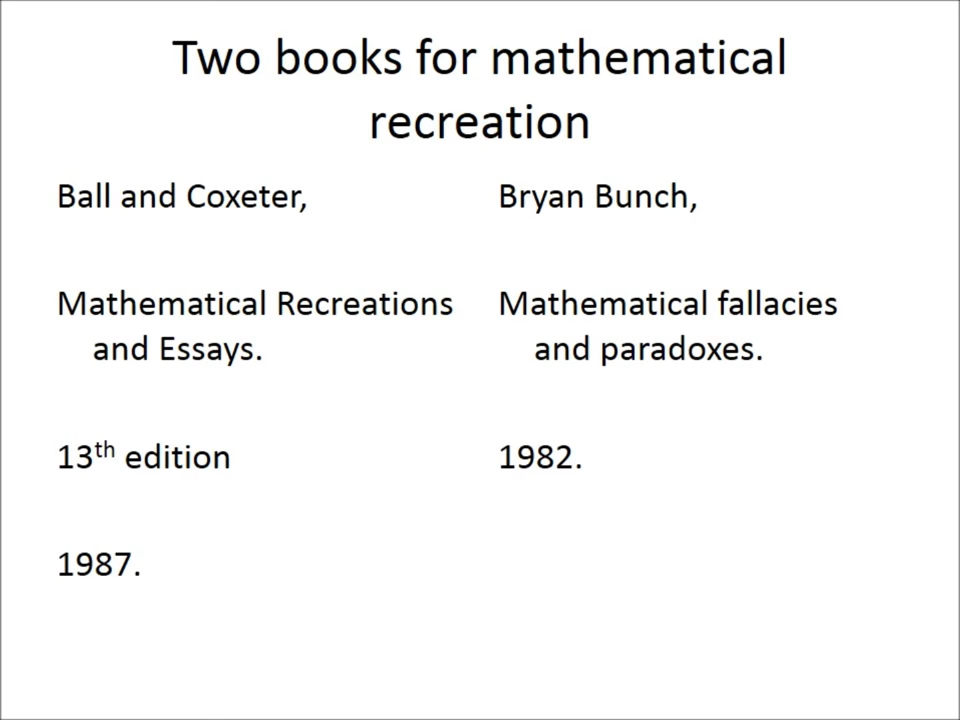 Two books for mathematical
recreation
Ball and Coxeter,
Mathematical Recreations
and Essays.
13th edition
1987.
Bryan Bunch,
Mathematical fallacies
and paradoxes.
1982.